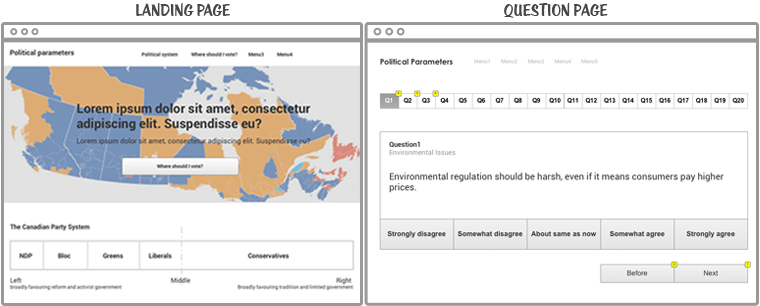 LANDING PAGE
Political parameters
Political system Where should I vote? Menu3 Menu4
Lorem ipsum dolor sit amet, consectetur
adipiscing elit. Suspendisse eu?
Lorem ipsum dolor sit amet, consectetur adipiscing elit. Suspendisse eu?
Where should I vote?
The Canadian Party System
NDP Bloc Greens Liberals Conservatives
Left Middle Right
broadly favouring reform and activist government Broadly favouring tradition and limited government
QUESTION PAGE
Political Parameters Menu1 Menu2 Menu3 Menu4 Menu5
Q1 Q2 Q3 Q4 Q5 Q6 Q7 Q8 Q9 Q10 Q11 Q12 Q13 Q14 Q15 Q16 Q17 Q18 Q19 Q20
Question1
Environmental Issues
Environmental regulation should be harsh, even if it means consumers pay higher
prices.
Strongly disagree Somewhat disagree About same as now Somewhat agree Strongly agree
Before Next